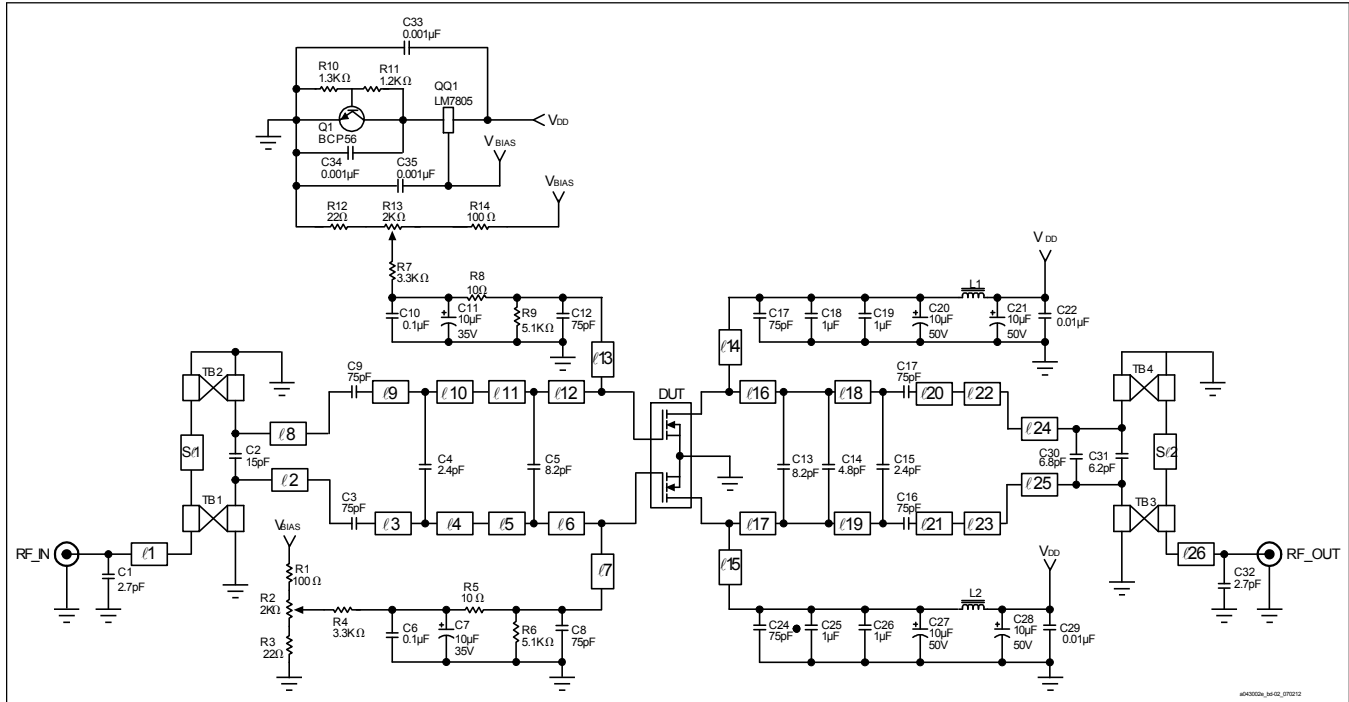 C33
0.001µF
R10
1.3KΩ
R11
1.2KΩ
QQ1
LM7805
Q1
BCP56
VDD
VBIAS
C34
0.001µF
C35
0.001µF
VBIAS
R12
22Ω
R13
2KΩ
R14
100 Ω
R7
3.3KΩ
R8
10Ω
C10
0.1µF
C11
10µF
35V
R9
5.1KΩ
C12
75pF
ℓ13
VDD
L1
C17
75pF
C18
1µF
C19
1µF
C20
10µF
50V
C21
10µF
50V
C22
0.01µF
ℓ14
TB2
C9
75pF
ℓ9
ℓ10
ℓ11
ℓ12
DUT
ℓ16
ℓ18
C17
75pF
ℓ20
ℓ22
TB4
ℓ8
ℓ24
Sℓ1
C2
15pF
C4
2.4pF
C5
8.2pF
C13
8.2pF
C14
4.8pF
C15
2.4pF
C30
6.8pF
C31
6.2pF
Sℓ2
ℓ2
ℓ25
TB1
C3
75pF
ℓ3
ℓ4
ℓ5
ℓ6
ℓ17
ℓ19
C16
75pF
ℓ21
ℓ23
TB3
RF_IN
ℓ1
C1
2.7pF
VBIAS
R1
100 Ω
R2
2KΩ
R3
22Ω
R4
3.3KΩ
R5
10 Ω
C6
0.1µF
C7
10µF
35V
R6
5.1KΩ
C8
75pF
ℓ7
ℓ15
VDD
L2
C24
75pF
C25
1µF
C26
1µF
C27
10µF
50V
C28
10µF
50V
C29
0.01µF
ℓ26
RF_OUT
C32
2.7pF
a043002a_bd-02_070212